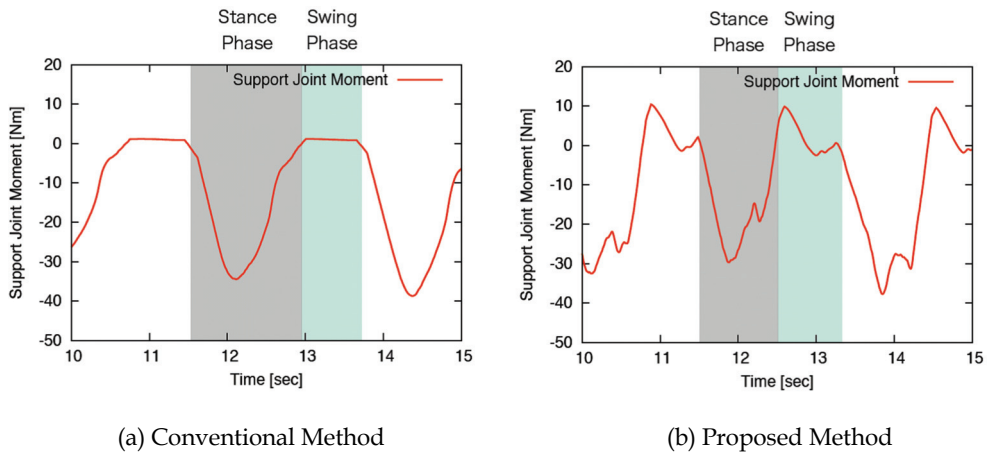 Stance
Phase
Swing
Phase
Support Joint Moment
20
10
0
-10
-20
-30
-40
-50
Support Joint Moment [Nm]
10 11 12 13 14 15
Time [sec]
(a) Conventional Method
Stance
Phase
Swing
Phase
Support Joint Moment
20
10
0
-10
-20
-30
-40
-50
Support Joint Moment [Nm]
10 11 12 13 14 15
Time [sec]
(b) Proposed Method